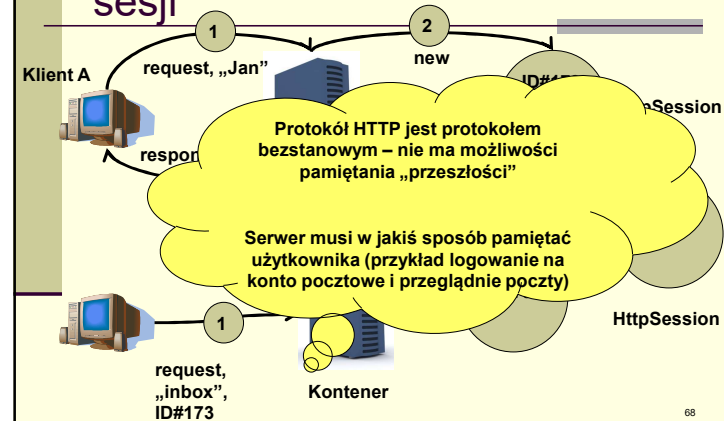 sesji
1
2
Klient A
request, „Jan”
new
Protokół HTTP jest protokołem
bezstanowym – nie ma możliwości
pamiętania „przeszłości”
Serwer musi w jakiś sposób pamiętać
użytkownika (przykład logowanie na
konto pocztowe i przeglądnie poczty)
1
HttpSession
request,
„inbox”,
ID#173
Kontener
68